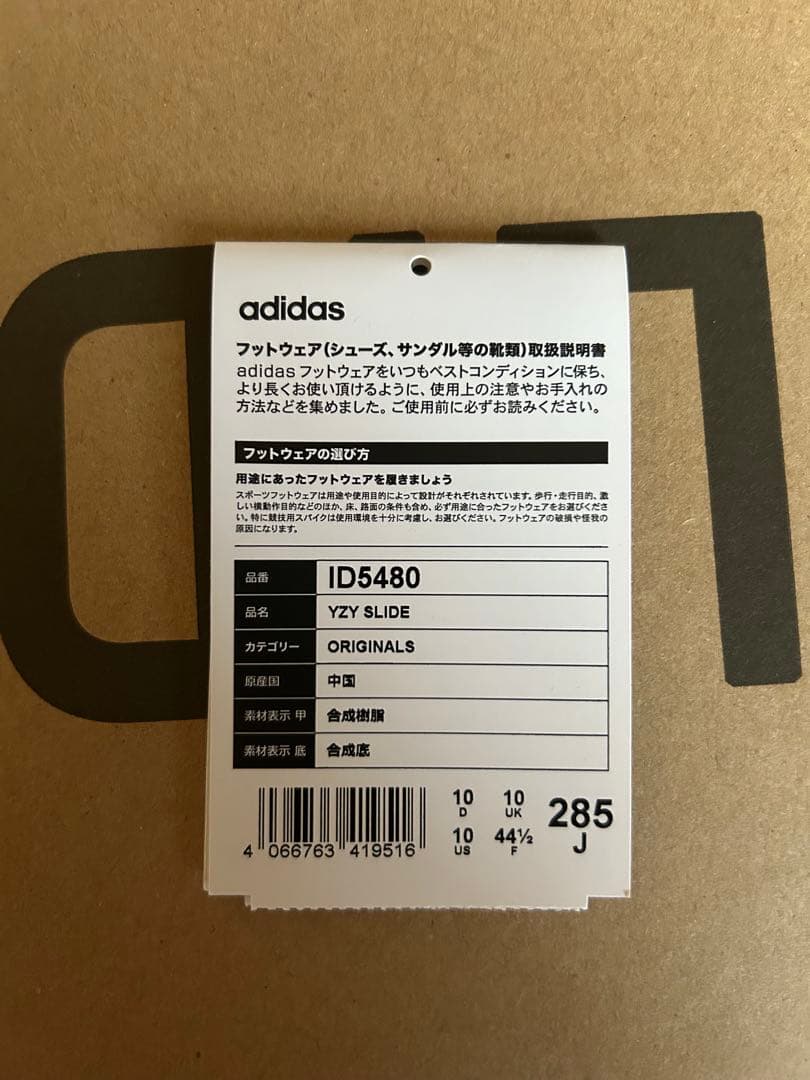 adidas
フットウェア(シューズ、サンダル等の靴類)取扱説明書
adidas フットウェアをいつもベストコンディションに保ち、
より長くお使い頂けるように、使用上の注意やお手入れの
方法などを集めました。ご使用前に必ずお読みください。
フットウェアの選び方
用途にあったフットウェアを履きましょう
スポーツフットウェアは用途や使用目的によって設計がそれぞれされています。歩行・走行目的、激
しい横動作目的などのほか、床、路面の条件も含め、必ず用途に合ったフットウェアをお選びくださ
い。特に競技用スパイクは使用環境を十分に考慮し、お選びください。フットウェアの破損や怪我の
原因になります。
品番 ID5480
品名 YZY SLIDE
カテゴリー ORIGINALS
原産国 中国
素材表示 甲 合成樹脂
素材表示 底 合成底
10 D 10 UK 285 J
10 US 44½ F
4 066763 419516